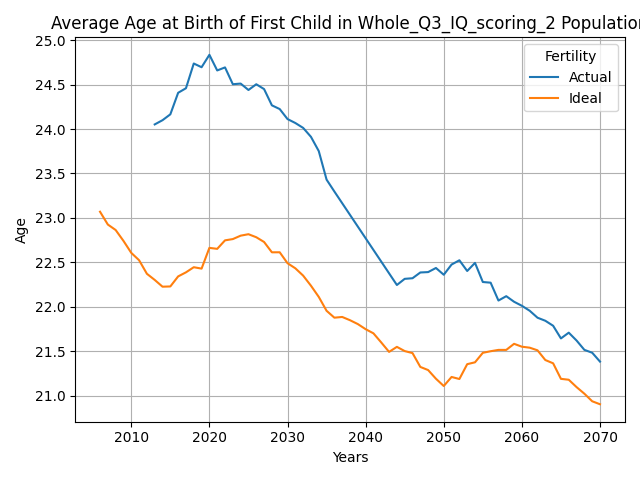 Average Age at Birth of First Child in Whole_Q3_IQ_scoring_2 Population
25.0
24.5
24.0
23.5
23.0
22.5
22.0
21.5
21.0
Age
Fertility
Actual
Ideal
2010 2020 2030 2040 2050 2060 2070
Years